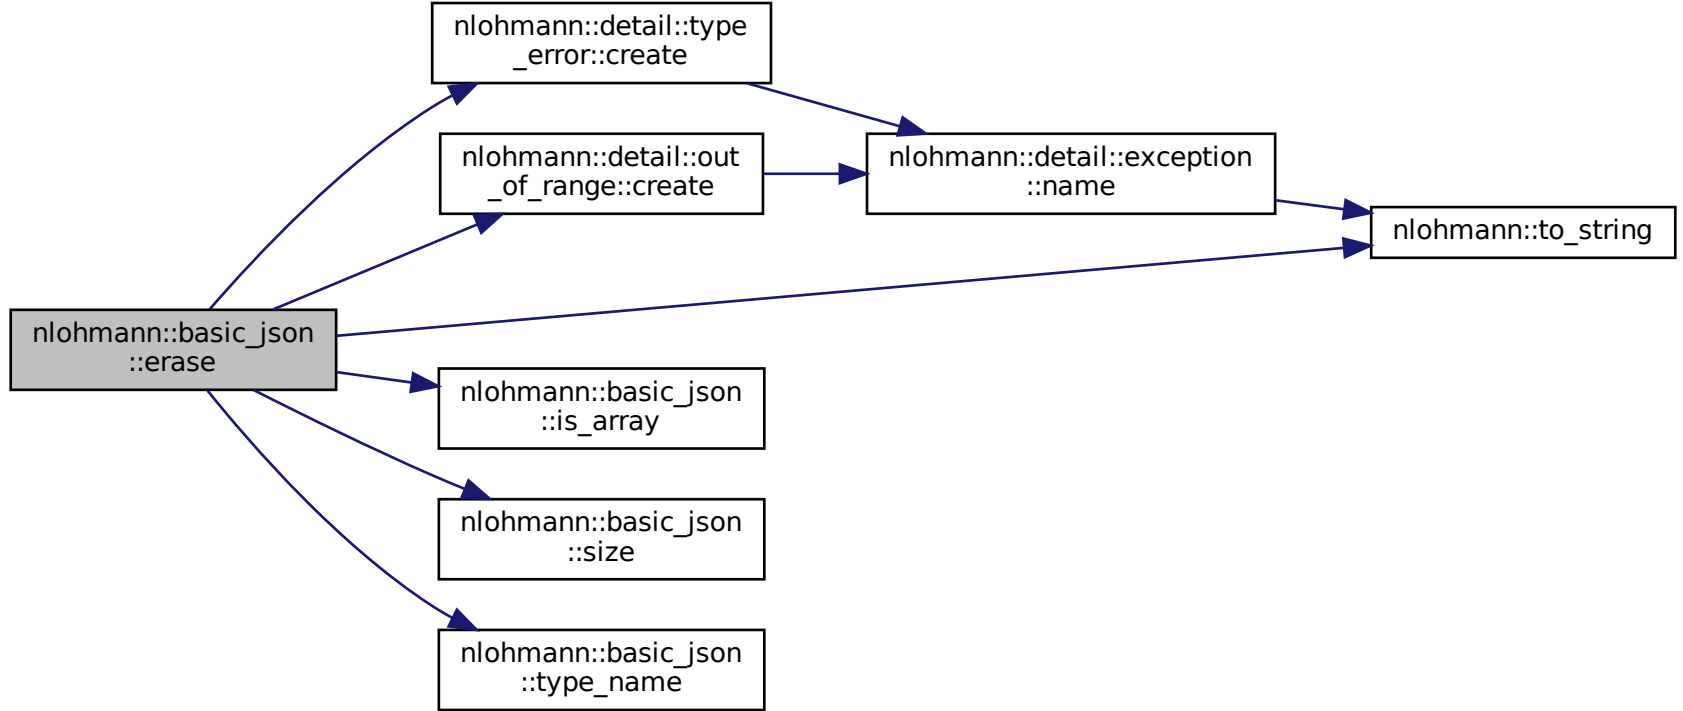 nlohmann::detail::type
_error::create
nlohmann::detail::out
_of_range::create
nlohmann::detail::exception
::name
nlohmann::to_string
nlohmann::basic_json
::erase
nlohmann::basic_json
::is_array
nlohmann::basic_json
::size
nlohmann::basic_json
::type_name